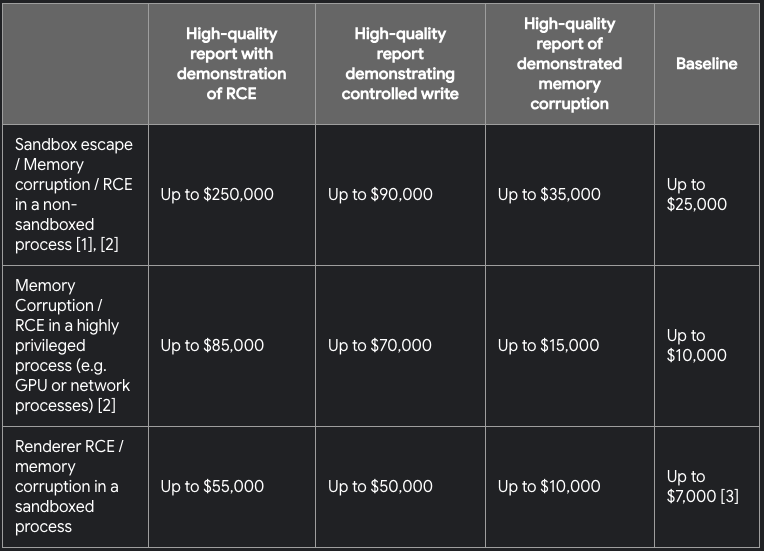 High-quality
report with
demonstration
of RCE
High-quality
report
demonstrating
controlled write
High-quality
report of
demonstrated
memory
corruption
Baseline
Sandbox escape
/ Memory
corruption / RCE
in a non-
sandboxed
process [1], [2]
Up to $250,000
Up to $90,000
Up to $35,000
Up to
$25,000
Memory
Corruption /
RCE in a highly
privileged
process (e.g.
GPU or network
processes) [2]
Up to $85,000
Up to $70,000
Up to $15,000
Up to
$10,000
Renderer RCE /
memory
corruption in a
sandboxed
process
Up to $55,000
Up to $50,000
Up to $10,000
Up to
$7,000 [3]